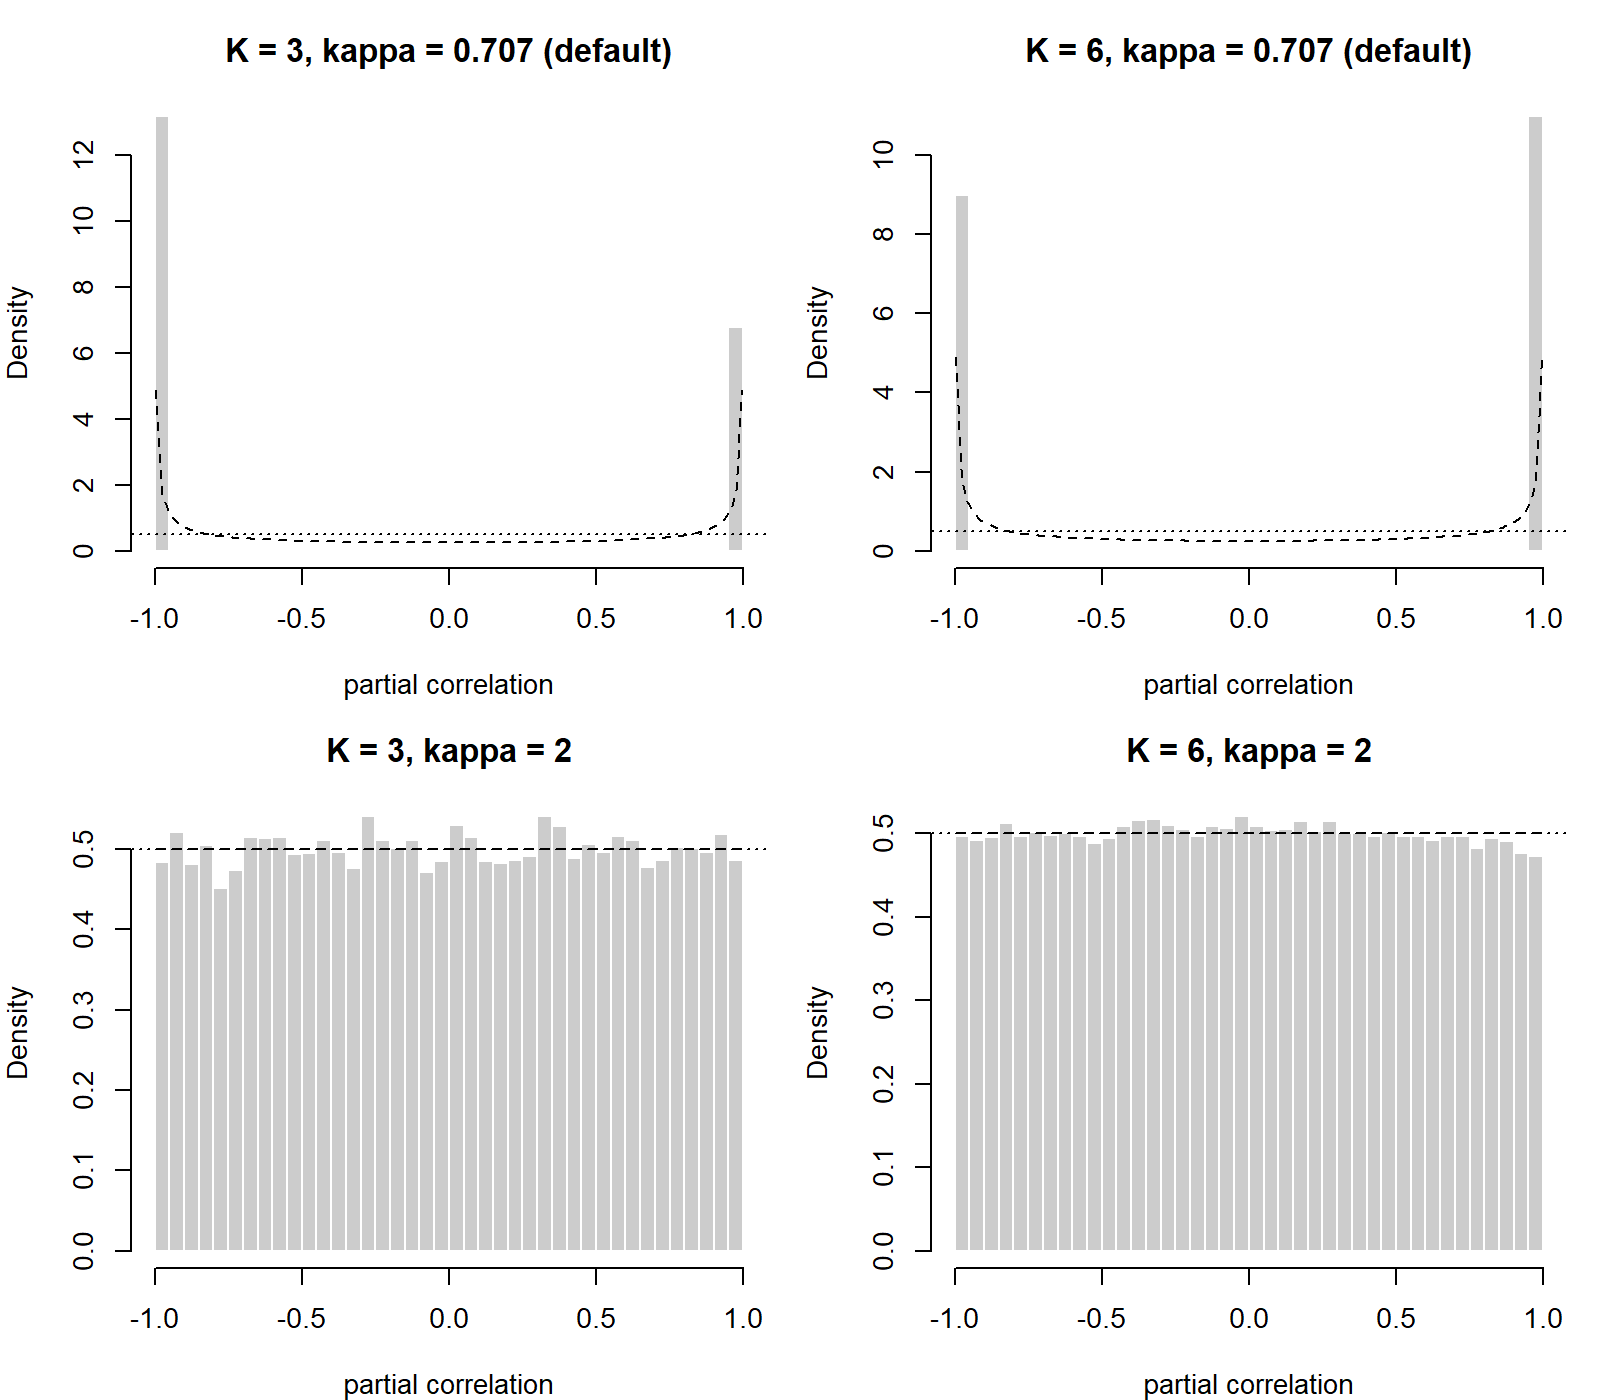 K = 3, kappa = 0.707 (default)
Density
0 2 4 6 8 10 12
-1.0 -0.5 0.0 0.5 1.0
partial correlation
K = 6, kappa = 0.707 (default)
Density
0 2 4 6 8 10
-1.0 -0.5 0.0 0.5 1.0
partial correlation
K = 3, kappa = 2
Density
0.0 0.1 0.2 0.3 0.4 0.5
-1.0 -0.5 0.0 0.5 1.0
partial correlation
K = 6, kappa = 2
Density
0.0 0.1 0.2 0.3 0.4 0.5
-1.0 -0.5 0.0 0.5 1.0
partial correlation